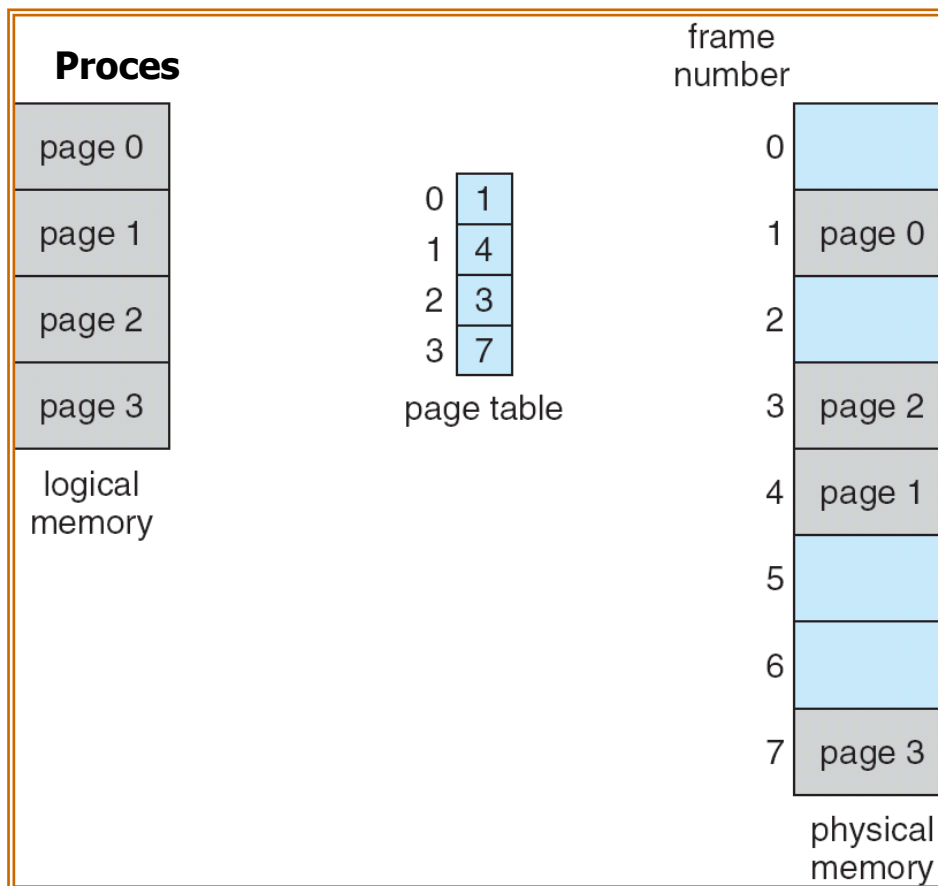 Proces
page 0
page 1
page 2
page 3
logical
memory
0 1
1 4
2 3
3 7
page table
frame
number
0
1 page 0
2
3 page 2
4 page 1
5
6
7 page 3
physical
memory